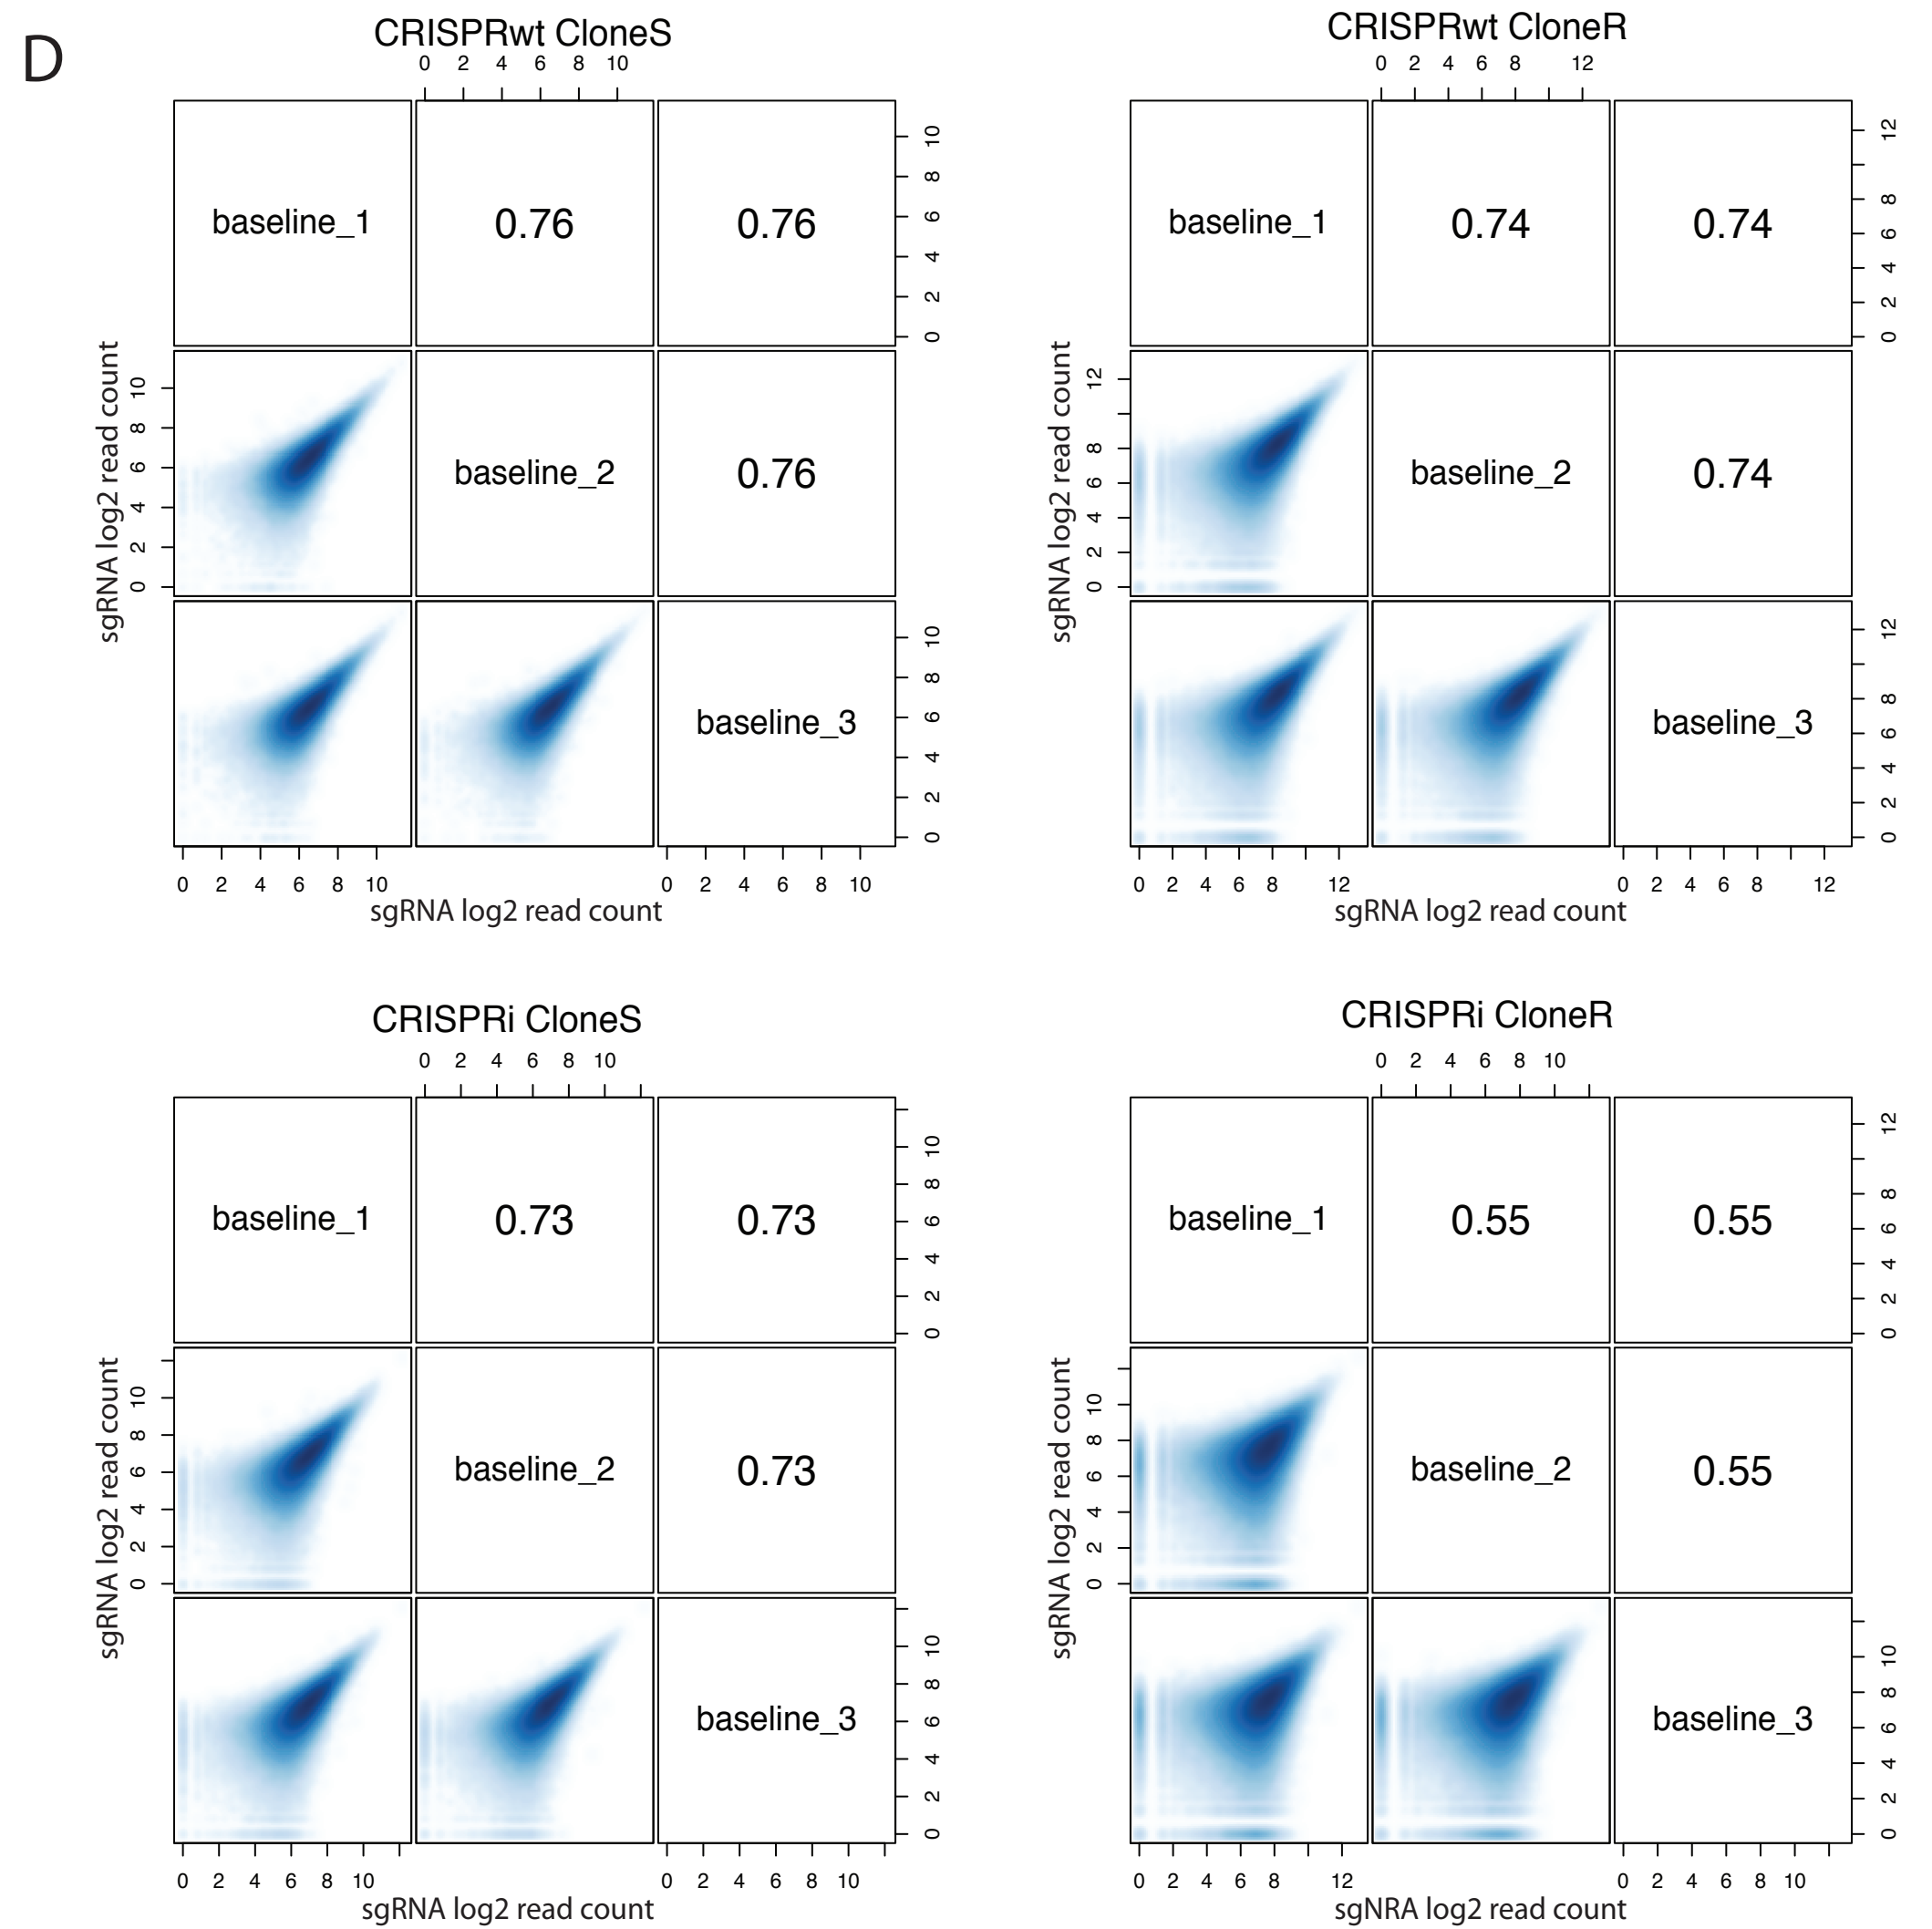 D
CRISPRwt CloneS
0 2 4 6 8 10
baseline_1 0.76 0.76
0 2 4 6 8 10
sgRNA log2 read count
0 2 4 6 8 10
baseline_2 0.76
baseline_3
0 2 4 6 8 10
0 2 4 6 8 10
0 2 4 6 8 10
sgRNA log2 read count
CRISPRwt CloneR
0 2 4 6 8 12
baseline_1 0.74 0.74
0 2 4 6 8 12
sgRNA log2 read count
0 2 4 6 8 12
baseline_2 0.74
baseline_3
0 2 4 6 8 12
0 2 4 6 8 12
0 2 4 6 8 12
sgRNA log2 read count
CRISPRi CloneS
0 2 4 6 8 10
baseline_1 0.73 0.73
0 2 4 6 8 10
sgRNA log2 read count
0 2 4 6 8 10
baseline_2 0.73
baseline_3
0 2 4 6 8 10
0 2 4 6 8 10
0 2 4 6 8 10
sgRNA log2 read count
CRISPRi CloneR
0 2 4 6 8 10
baseline_1 0.55 0.55
0 2 4 6 8 12
sgRNA log2 read count
0 2 4 6 8 10
baseline_2 0.55
baseline_3
0 2 4 6 8 10
0 2 4 6 8 12
0 2 4 6 8 10
sgNRA log2 read count